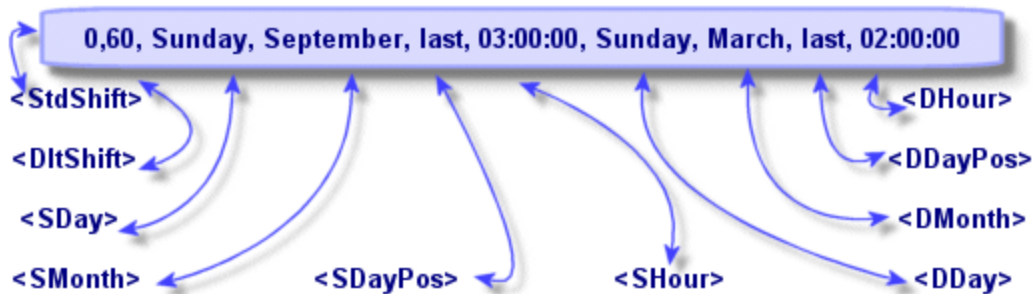 0,60, Sunday, September, last, 03:00:00, Sunday, March, last, 02:00:00
<StdShift> <DHour>
<DltShift> <DDayPos>
<SDay> <DMonth>
<SMonth> <SDayPos> <SHour> <DDay>